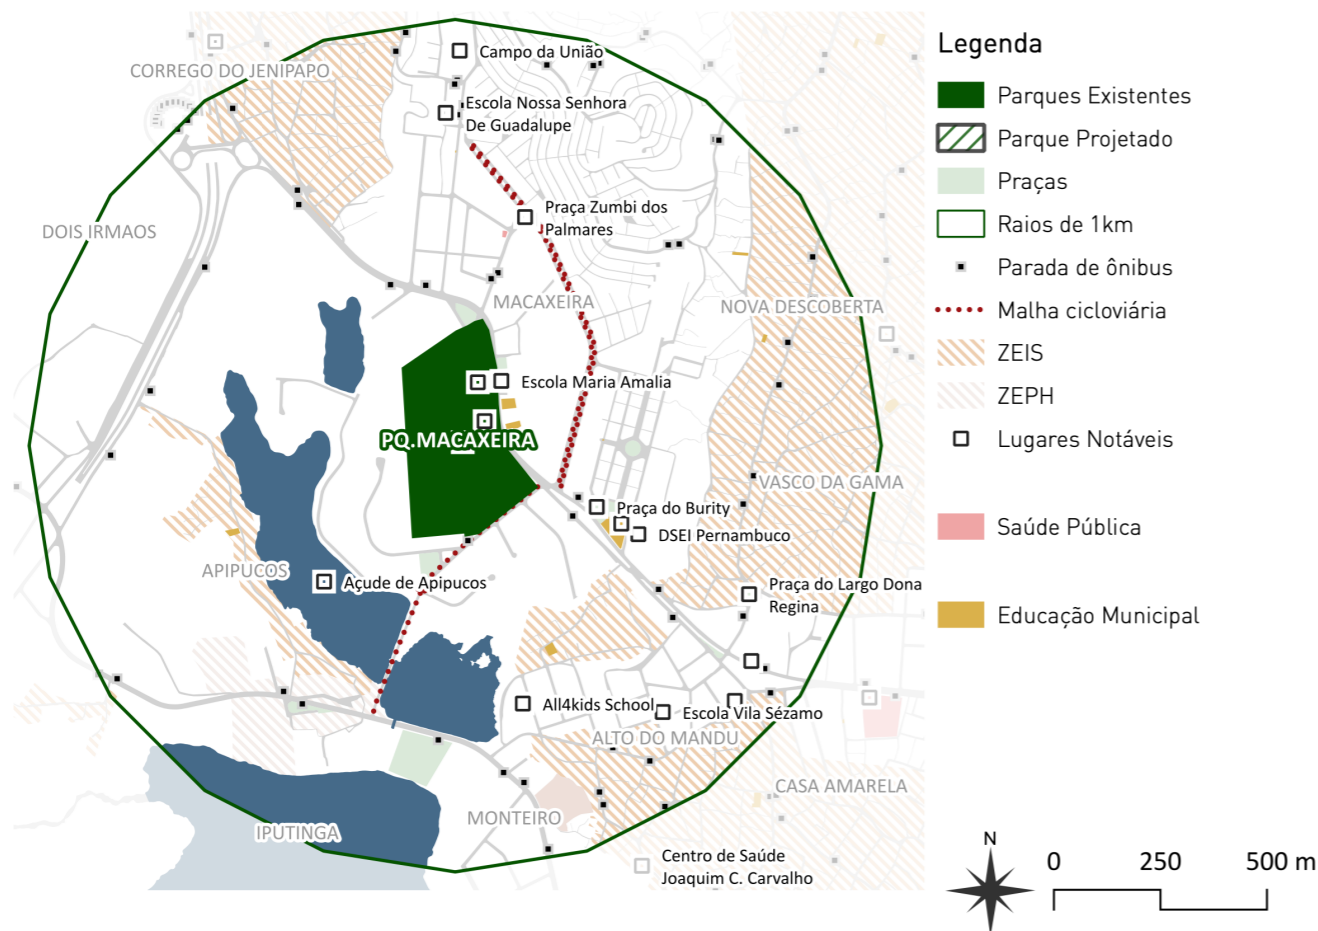 Campo da União
CORREGO DO JENIPAPO
Escola Nossa Senhora
De Guadalupe
Praça Zumbi dos
Palmares
DOIS IRMAOS
MACAXEIRA
NOVA DESCOBERTA
Escola Maria Amalia
PQ.MACAXEIRA
VASCO DA GAMA
Praça do Burity
DSEI Pernambuco
APIPUCOS
Açude de Apipucos
Praça do Largo Dona
Regina
All4kids School
Escola Vila Sézamo
ALTO DO MANDU
CASA AMARELA
MONTEIRO
IPUTINGA
Centro de Saúde
Joaquim C. Carvalho
Legenda
Parques Existentes
Parque Projetado
Praças
Raios de 1km
Parada de ônibus
Malha cicloviária
ZEIS
ZEPH
Lugares Notáveis
Saúde Pública
Educação Municipal
N
0 250 500 m